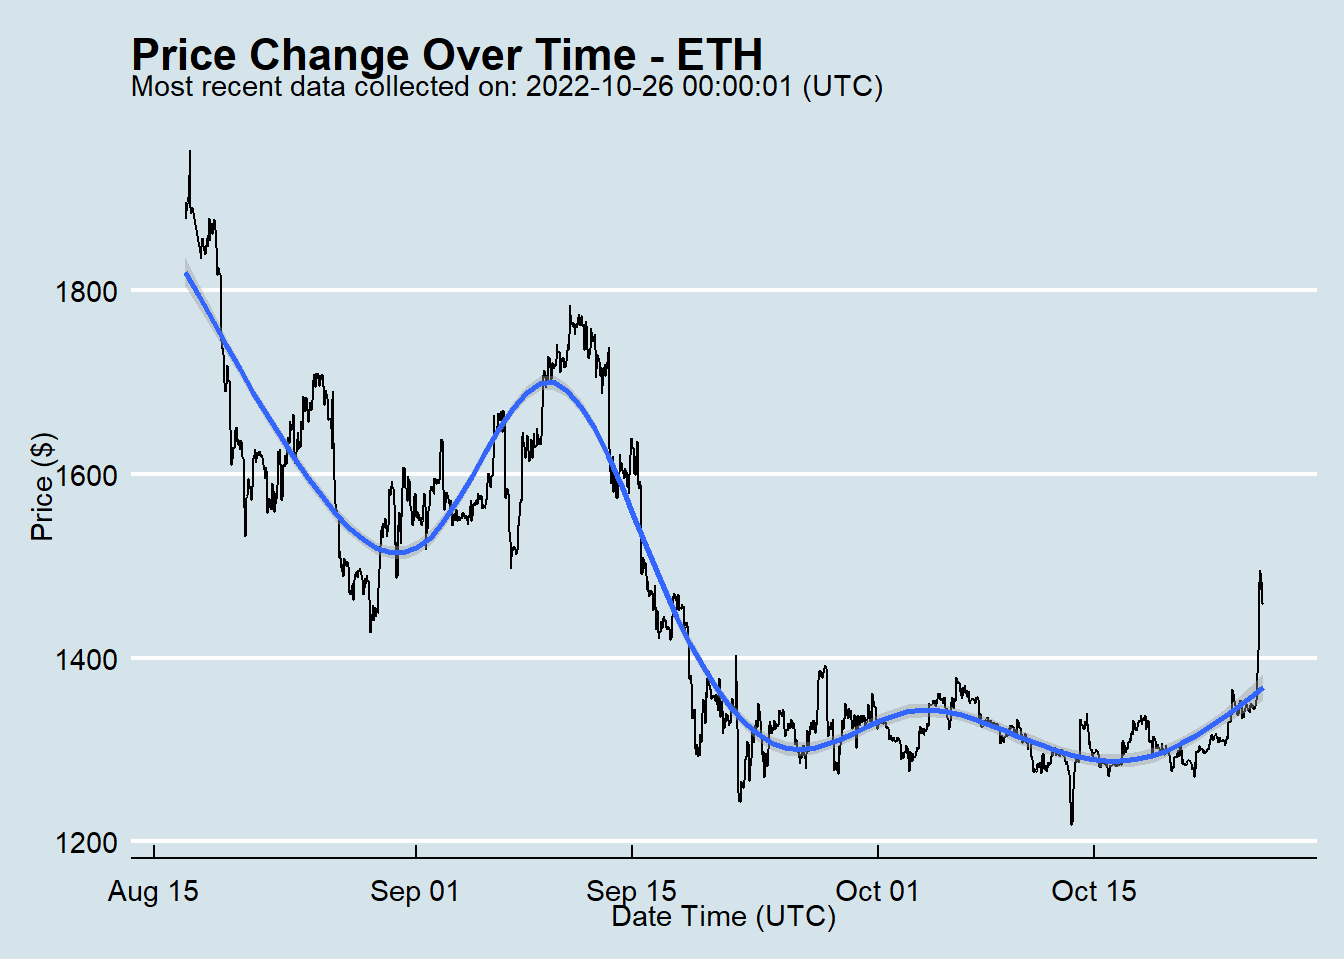 Price Change Over Time - ETH
Most recent data collected on: 2022-10-26 00:00:01 (UTC)
Price ($)
1800
1600
1400
1200
Aug 15
Sep 01
Sep 15
Oct 01
Oct 15
Date Time (UTC)